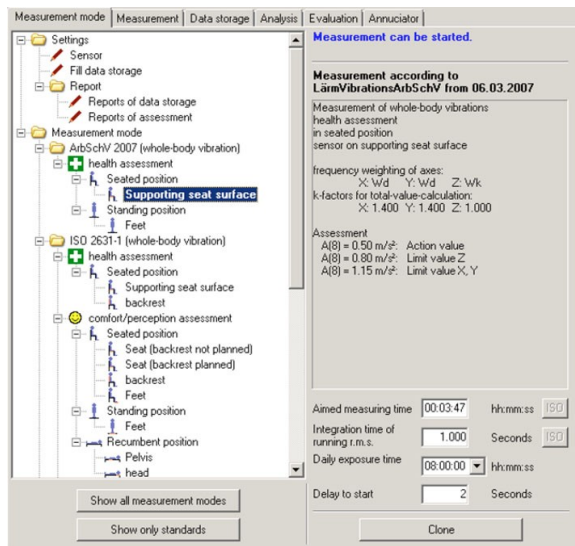 Measurement mode Measurement Data storage Analysis Evaluation Annuciator
Settings
Sensor
Fill data storage
Report
Reports of data storage
Reports of assessment
Measurement mode
ArbSchV 2007 (whole-body vibration)
health assessment
Seated position
Supporting seat surface
Standing position
Feet
ISO 2631-1 (whole-body vibration)
health assessment
Seated position
Supporting seat surface
backrest
comfort/perception assessment
Seated position
Seat (backrest not planned)
Seat (backrest planned)
backrest
Feet
Standing position
Feet
Recumbent position
Pelvis
head
Show all measurement modes
Show only standards
Measurement can be started.
Measurement according to
LärmVibrationsArbSchV from 06.03.2007
Measurement of whole-body vibrations
health assessment
in seated position
sensor on supporting seat surface
frequency weighting of axes:
X: Wd Y: Wd Z: Wk
k-factors for total-value-calculation:
X: 1.400 Y: 1.400 Z: 1.000
Assessment
A(8) = 0.50 m/s²: Action value
A(8) = 0.80 m/s²: Limit value Z
A(8) = 1.15 m/s²: Limit value X, Y
Aimed measuring time 00:03:47 hh:mm:ss ISO
Integration time of
running r.m.s. 1.000 Seconds ISO
Daily exposure time 08:00:00 hh:mm:ss
Delay to start 2 Seconds
Clone